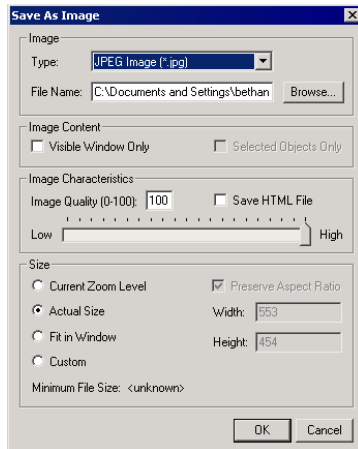 Save As Image
Image
Type: JPEG Image (*.jpg)
File Name: C:\Documents and Settings\bethan Browse...
Image Content
Visible Window Only Selected Objects Only
Image Characteristics
Image Quality (0-100): 100 Save HTML File
Low High
Size
Current Zoom Level Preserve Aspect Ratio
Actual Size Width: 553
Fit in Window Height: 454
Custom
Minimum File Size: <unknown>
OK Cancel